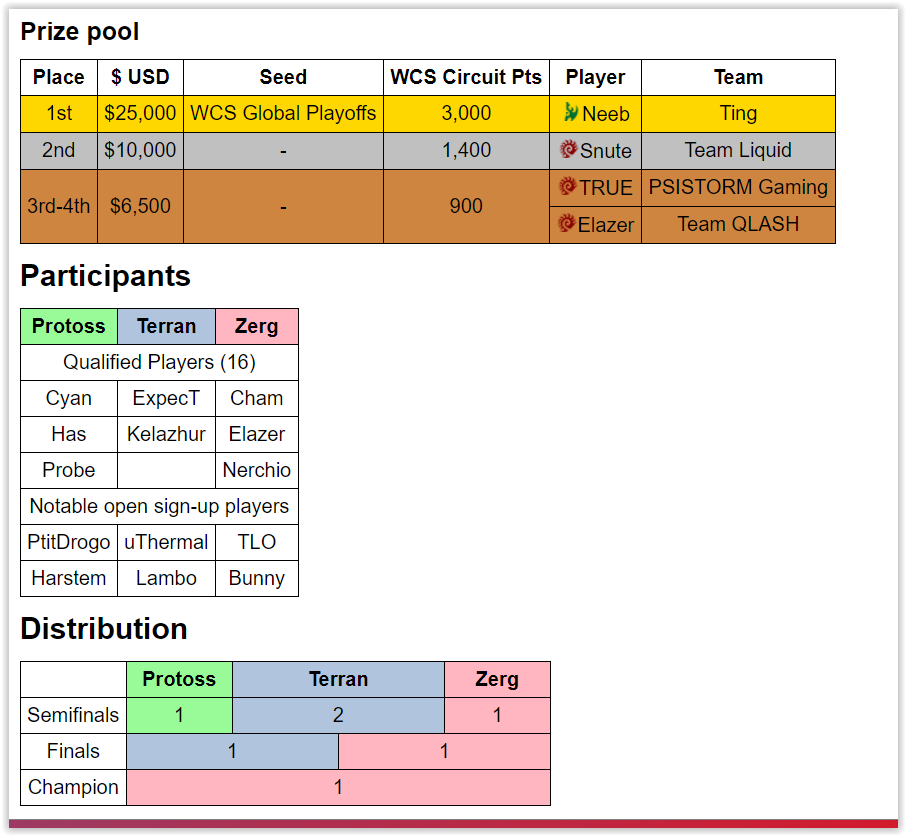 Prize pool
Place $ USD Seed WCS Circuit Pts Player Team
1st $25,000 WCS Global Playoffs 3,000 Neeb Ting
2nd $10,000 - 1,400 Snute Team Liquid
3rd-4th $6,500 - 900 TRUE PSISTORM Gaming
Elazer Team QLASH
Participants
Protoss Terran Zerg
Qualified Players (16)
Cyan ExpecT Cham
Has Kelazhur Elazer
Probe Nerchio
Notable open sign-up players
PtitDrogo uThermal TLO
Harstem Lambo Bunny
Distribution
Protoss Terran Zerg
Semifinals 1 2 1
Finals 1 1
Champion 1